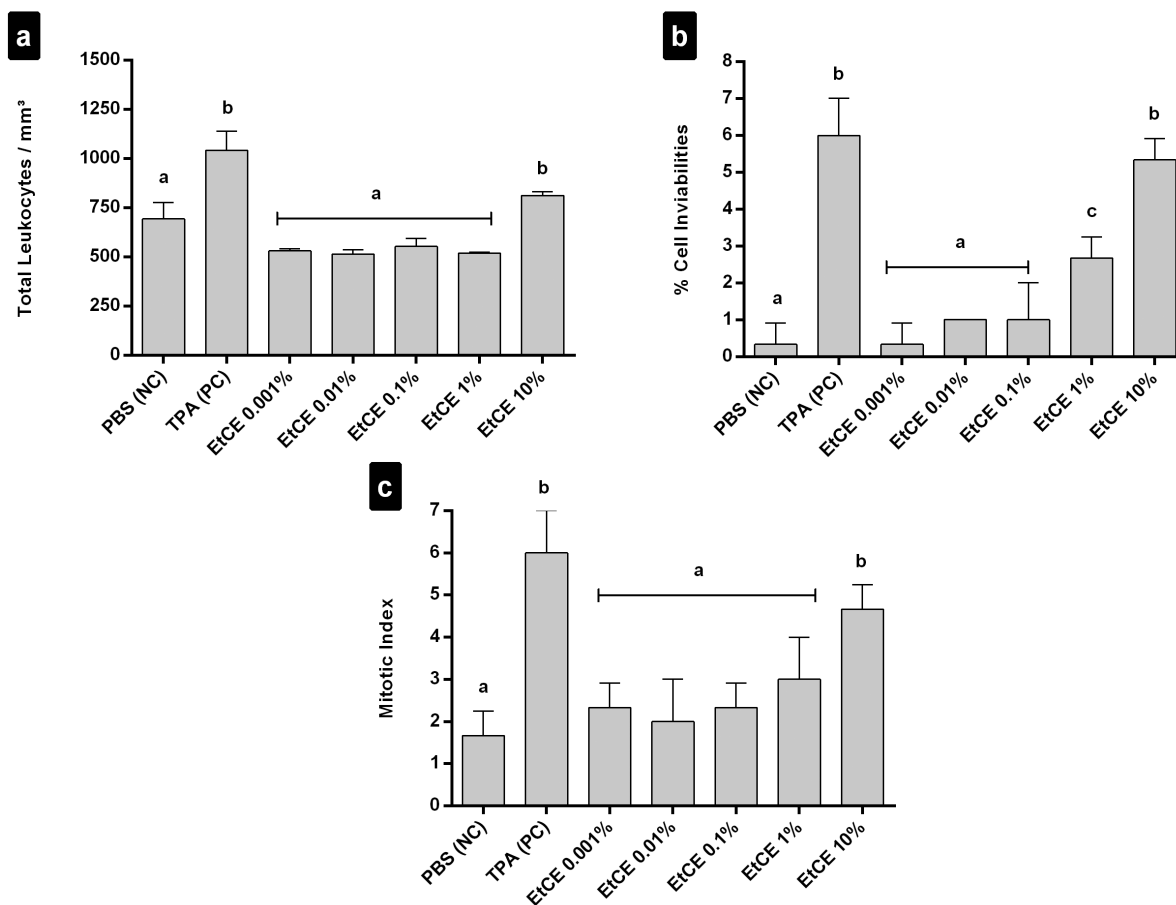 a
Total Leukocytes / mm³
1500
1250
1000
750
500
250
0
a
b
a
b
PBS (NC)
TPA (PC)
EtCE 0.001%
EtCE 0.01%
EtCE 0.1%
EtCE 1%
EtCE 10%
b
% Cell Inviabilities
8
7
6
5
4
3
2
1
0
a
b
a
c
b
PBS (NC)
TPA (PC)
EtCE 0.001%
EtCE 0.01%
EtCE 0.1%
EtCE 1%
EtCE 10%
c
Mitotic Index
7
6
5
4
3
2
1
0
a
b
a
b
PBS (NC)
TPA (PC)
EtCE 0.001%
EtCE 0.01%
EtCE 0.1%
EtCE 1%
EtCE 10%